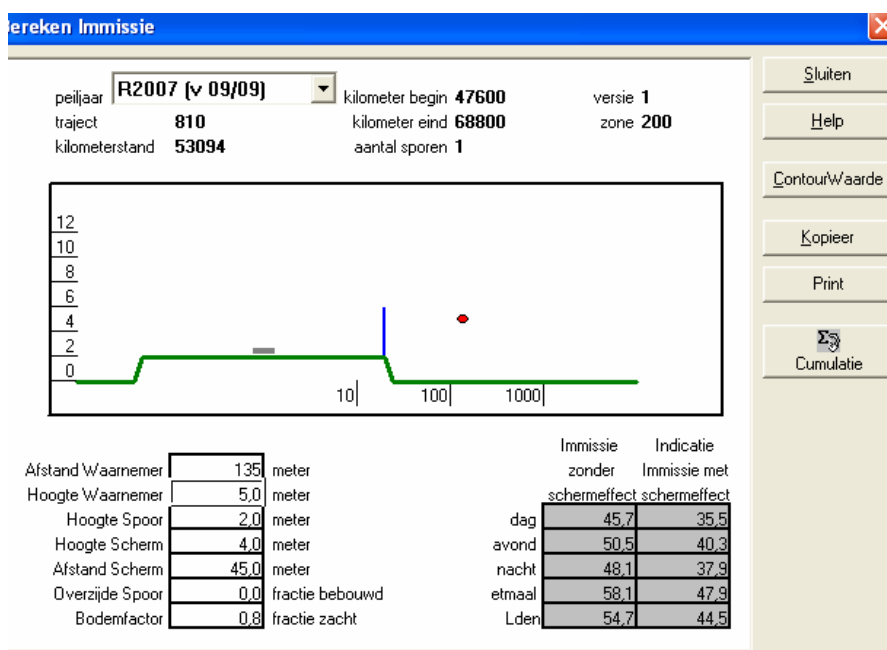 Bereken Immissie
peiljaar R2007 (v 09/09) kilometer begin 47600 versie 1
traject 810 kilometer eind 68800 zone 200
kilometerstand 53094 aantal sporen 1
12
10
8
6
4
2
0
10 100 1000
Immissie Indicatie
Afstand Waarnemer 135 meter zonder Immissie met
Hoogte Waarnemer 5,0 meter schermeffect schermeffect
Hoogte Spoor 2,0 meter dag 45,7 35,5
Hoogte Scherm 4,0 meter avond 50,5 40,3
Afstand Scherm 45,0 meter nacht 48,1 37,9
Overzijde Spoor 0,0 fractie bebouwd etmaal 58,1 47,9
Bodemfactor 0,8 fractie zacht Lden 54,7 44,5
Sluiten
Help
ContourWaarde
Kopieer
Print
Σ
Cumulatie